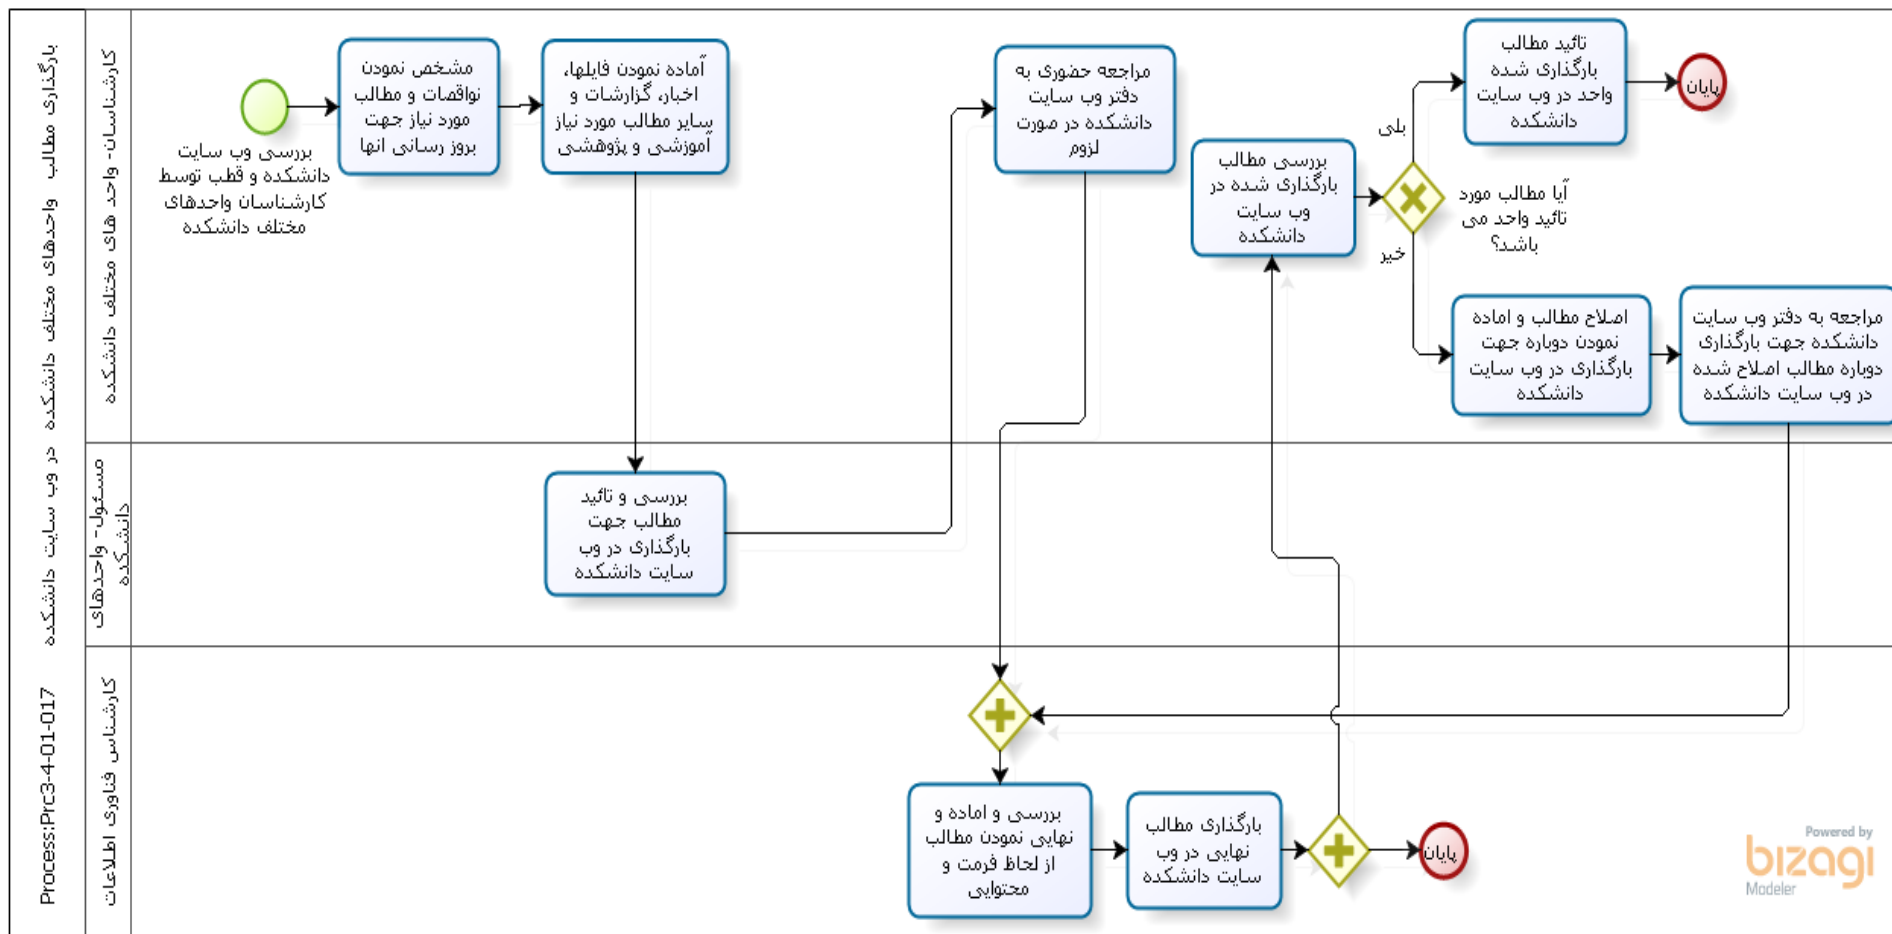 بارگذاری مطالب واحدهای مختلف دانشکده در وب سایت دانشکده
Process:Prc3-4-01-017
کارشناسان- واحد های مختلف دانشکده
بررسی وب سایت
دانشکده و قطب توسط
کارشناسان واحدهای
مختلف دانشکده
مشخص نمودن
نواقصات و مطالب
مورد نیاز جهت
بروز رسانی انها
آماده نمودن فایلها،
اخبار، گزارشات و
سایر مطالب مورد نیاز
آموزشی و پژوهشی
مراجعه حضوری به
دفتر وب سایت
دانشکده در صورت
لزوم
بررسی مطالب
بارگذاری شده در
وب سایت
دانشکده
آیا مطالب مورد
تائید واحد می
باشد؟
بلی
خیر
تائید مطالب
بارگذاری شده
واحد در وب سایت
دانشکده
پایان
اصلاح مطالب و اماده
نمودن دوباره جهت
بارگذاری در وب سایت
دانشکده
مراجعه به دفتر وب سایت
دانشکده جهت بارگذاری
دوباره مطالب اصلاح شده
در وب سایت دانشکده
مسئول- واحدهای
دانشکده
بررسی و تائید
مطالب جهت
بارگذاری در وب
سایت دانشکده
کارشناس فناوری اطلاعات
بررسی و اماده و
نهایی نمودن مطالب
از لحاظ فرمت و
محتوایی
بارگذاری مطالب
نهایی در وب
سایت دانشکده
پایان
Powered by
bizagi
Modeler